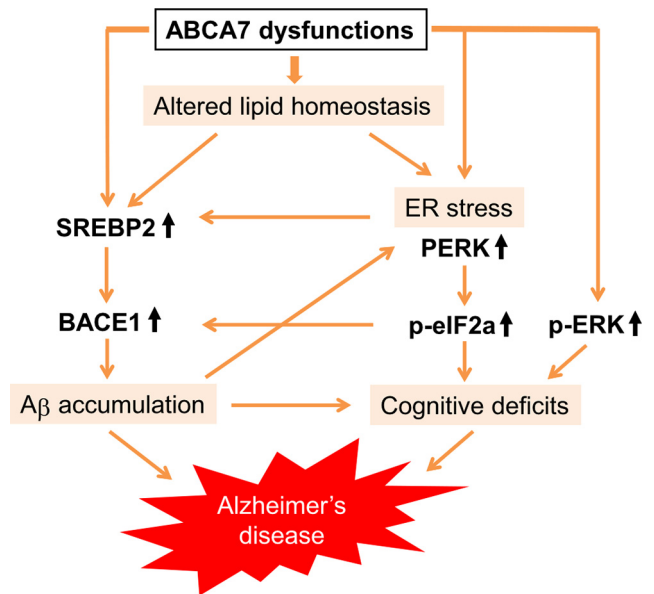 ABCA7 dysfunctions
Altered lipid homeostasis
ER stress
SREBP2
PERK
BACE1
p-eIF2a
p-ERK
Aβ accumulation
Cognitive deficits
Alzheimer's
disease